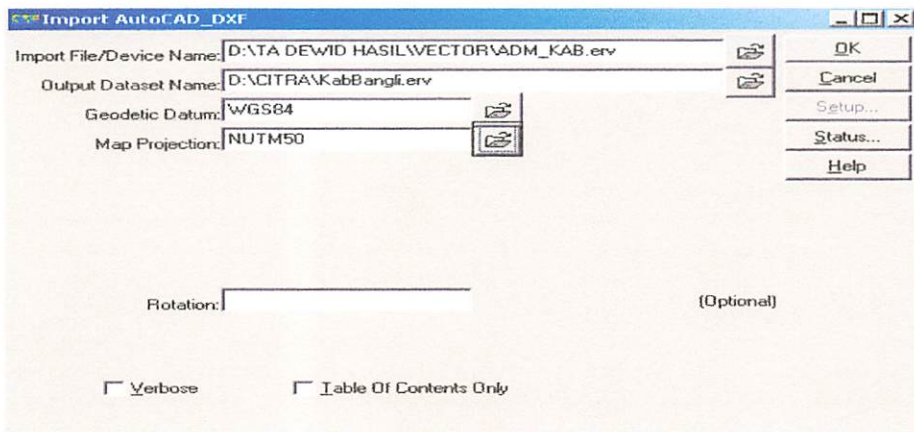 Import AutoCAD_DXF
Import File/Device Name: D:\TA DEWID HASIL\VECTOR\ADM_KAB.erv
OK
Output Dataset Name: D:\CITRA\KabBangli.erv
Cancel
Geodetic Datum: WGS84
Setup...
Map Projection: NUTM50
Status...
Help
Rotation: (Optional)
Verbose Table Of Contents Only